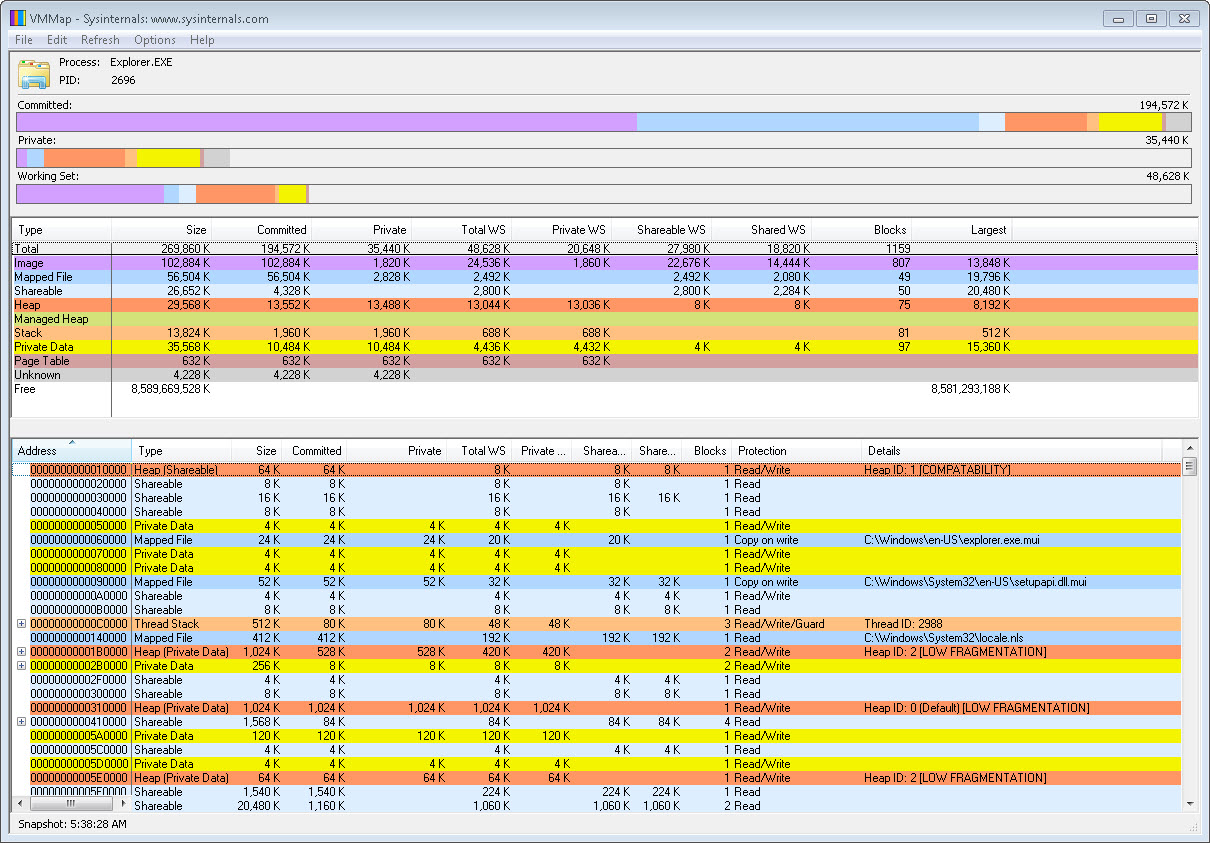 VMMap - Sysinternals: www.sysinternals.com
File Edit Refresh Options Help
Process: Explorer.EXE
PID: 2696
Committed: 194,572 K
Private: 35,440 K
Working Set: 48,628 K
Type Size Committed Private Total WS Private WS Shareable WS Shared WS Blocks Largest
Total 269,860 K 194,572 K 35,440 K 48,628 K 20,648 K 27,980 K 18,820 K 1159
Image 102,884 K 102,884 K 1,820 K 24,536 K 1,860 K 22,676 K 14,444 K 807 13,848 K
Mapped File 56,504 K 56,504 K 2,828 K 2,492 K 2,492 K 2,080 K 49 19,796 K
Shareable 26,652 K 4,328 K 2,800 K 2,800 K 2,284 K 50 20,480 K
Heap 29,568 K 13,552 K 13,488 K 13,044 K 13,036 K 8 K 8 K 75 8,192 K
Managed Heap
Stack 13,824 K 1,960 K 1,960 K 688 K 688 K 81 512 K
Private Data 35,568 K 10,484 K 10,484 K 4,436 K 4,432 K 4 K 4 K 97 15,360 K
Page Table 632 K 632 K 632 K 632 K 632 K
Unknown 4,228 K 4,228 K 4,228 K
Free 8,589,669,528 K 8,581,293,188 K
Address Type Size Committed Private Total WS Private ... Sharea... Share... Blocks Protection Details
0000000000010000 Heap (Shareable) 64 K 64 K 8 K 8 K 8 K 1 Read/Write Heap ID: 1 [COMPATABILITY]
0000000000020000 Shareable 8 K 8 K 8 K 8 K 8 K 1 Read
0000000000030000 Shareable 16 K 16 K 16 K 16 K 16 K 1 Read
0000000000040000 Shareable 8 K 8 K 8 K 8 K 1 Read
0000000000050000 Private Data 4 K 4 K 4 K 4 K 4 K 1 Read/Write
0000000000060000 Mapped File 24 K 24 K 24 K 20 K 20 K 1 Copy on write C:\Windows\en-US\explorer.exe.mui
0000000000070000 Private Data 4 K 4 K 4 K 4 K 4 K 1 Read/Write
0000000000080000 Private Data 4 K 4 K 4 K 4 K 4 K 1 Read/Write
0000000000090000 Mapped File 52 K 52 K 52 K 32 K 32 K 32 K 1 Copy on write C:\Windows\System32\en-US\setupapi.dll.mui
00000000000A0000 Shareable 4 K 4 K 4 K 4 K 4 K 1 Read/Write
00000000000B0000 Shareable 8 K 8 K 8 K 8 K 8 K 1 Read
00000000000C0000 Thread Stack 512 K 80 K 80 K 48 K 48 K 3 Read/Write/Guard Thread ID: 2988
0000000000140000 Mapped File 412 K 412 K 192 K 192 K 192 K 1 Read C:\Windows\System32\locale.nls
00000000001B0000 Heap (Private Data) 1,024 K 528 K 528 K 420 K 420 K 2 Read/Write Heap ID: 2 [LOW FRAGMENTATION]
00000000002B0000 Private Data 256 K 8 K 8 K 8 K 8 K 2 Read/Write
00000000002F0000 Shareable 4 K 4 K 4 K 4 K 4 K 1 Read
0000000000300000 Shareable 8 K 8 K 8 K 8 K 8 K 1 Read
0000000000310000 Heap (Private Data) 1,024 K 1,024 K 1,024 K 1,024 K 1,024 K 1 Read/Write Heap ID: 0 (Default) [LOW FRAGMENTATION]
0000000000410000 Shareable 1,568 K 84 K 84 K 84 K 84 K 4 Read
00000000005A0000 Private Data 120 K 120 K 120 K 120 K 120 K 1 Read/Write
00000000005C0000 Shareable 4 K 4 K 4 K 4 K 4 K 1 Read
00000000005D0000 Private Data 4 K 4 K 4 K 4 K 4 K 1 Read/Write
00000000005E0000 Heap (Private Data) 64 K 64 K 64 K 64 K 64 K 1 Read/Write Heap ID: 2 [LOW FRAGMENTATION]
00000000005F0000 Shareable 1,540 K 1,540 K 224 K 224 K 224 K 1 Read
Shareable 20,480 K 1,160 K 1,060 K 1,060 K 1,060 K 2 Read
Snapshot: 5:38:28 AM